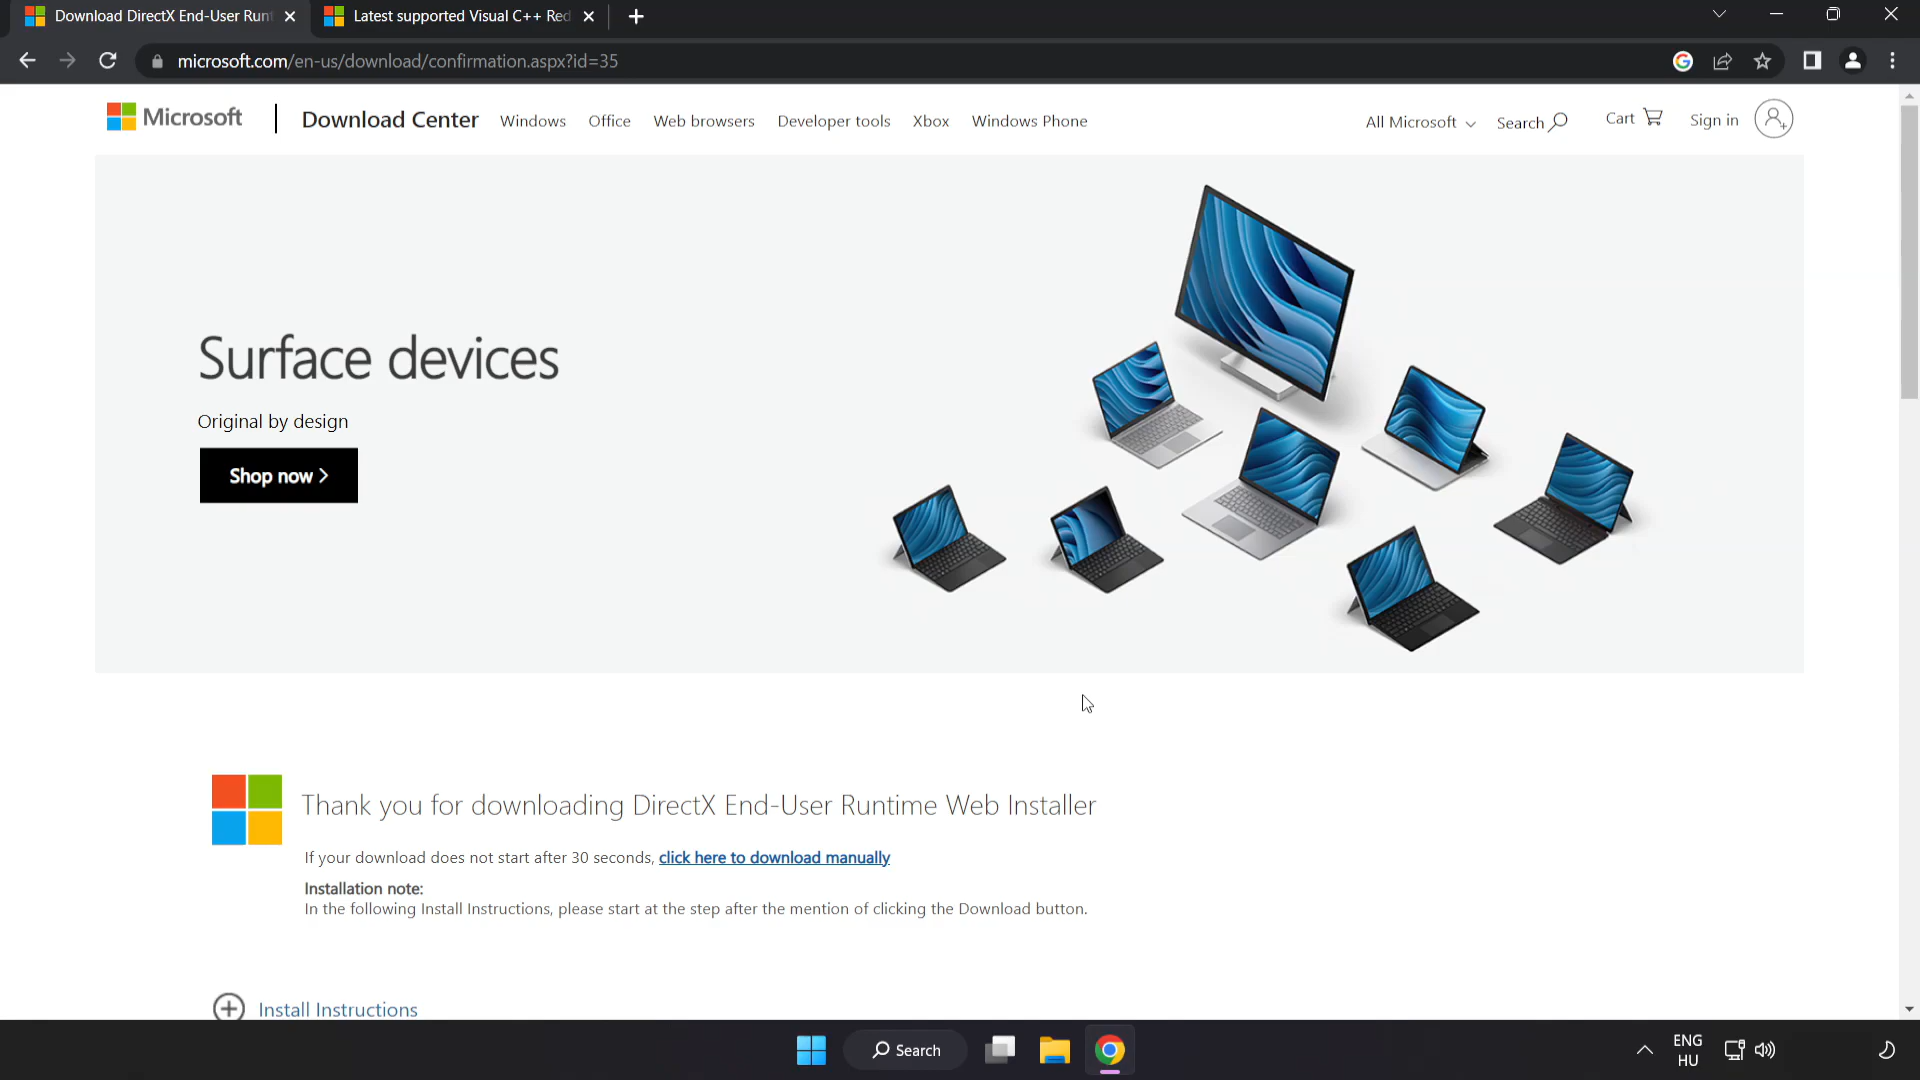 Download DirectX End-User Runt
Latest supported Visual C++ Red
microsoft.com/en-us/download/confirmation.aspx?id=35
Microsoft
Download Center
Windows
Office
Web browsers
Developer tools
Xbox
Windows Phone
All Microsoft
Search
Cart
Sign in
Surface devices
Original by design
Shop now
Thank you for downloading DirectX End-User Runtime Web Installer
If your download does not start after 30 seconds, click here to download manually
Installation note:
In the following Install Instructions, please start at the step after the mention of clicking the Download button.
Install Instructions
Search
ENG
HU